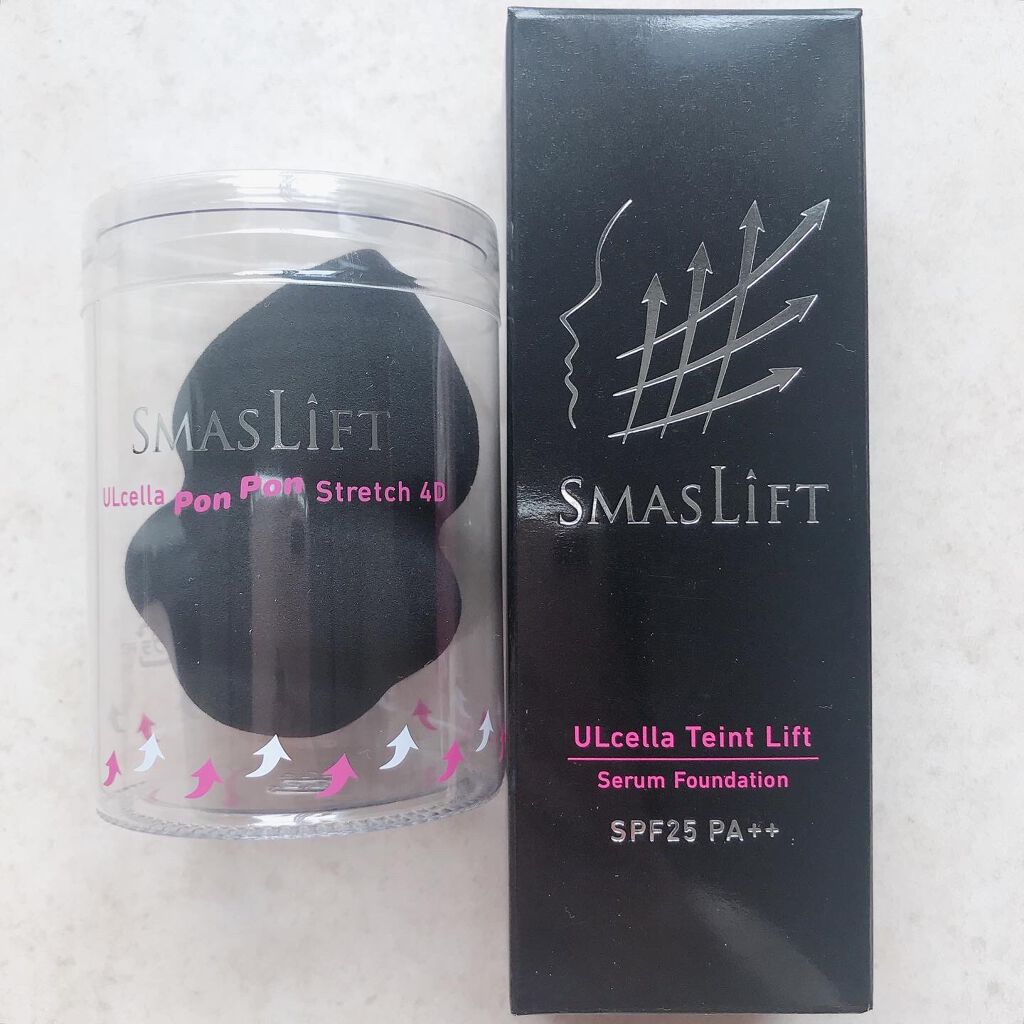 SMASLIFT
ULcella Pon Pon Stretch 4D
SMASLIFT
ULcella Teint Lift
Serum Foundation
SPF25 PA++